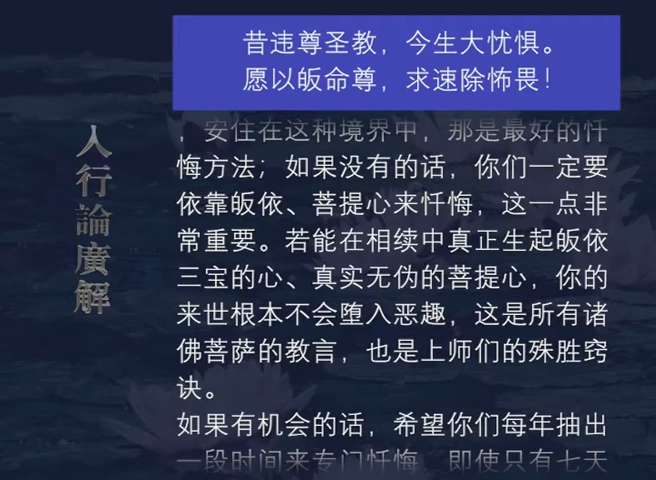 昔违尊圣教，今生大忧惧。
愿以皈命尊，求速除怖畏！
入行論廣解
，安住在这种境界中，那是最好的忏
悔方法；如果没有的话，你们一定要
依靠皈依、菩提心来忏悔，这一点非
常重要。若能在相续中真正生起皈依
三宝的心、真实无伪的菩提心，你的
来世根本不会堕入恶趣，这是所有诸
佛菩萨的教言，也是上师们的殊胜窍
诀。
如果有机会的话，希望你们每年抽出
一段时间来专门忏悔，即使只有七天